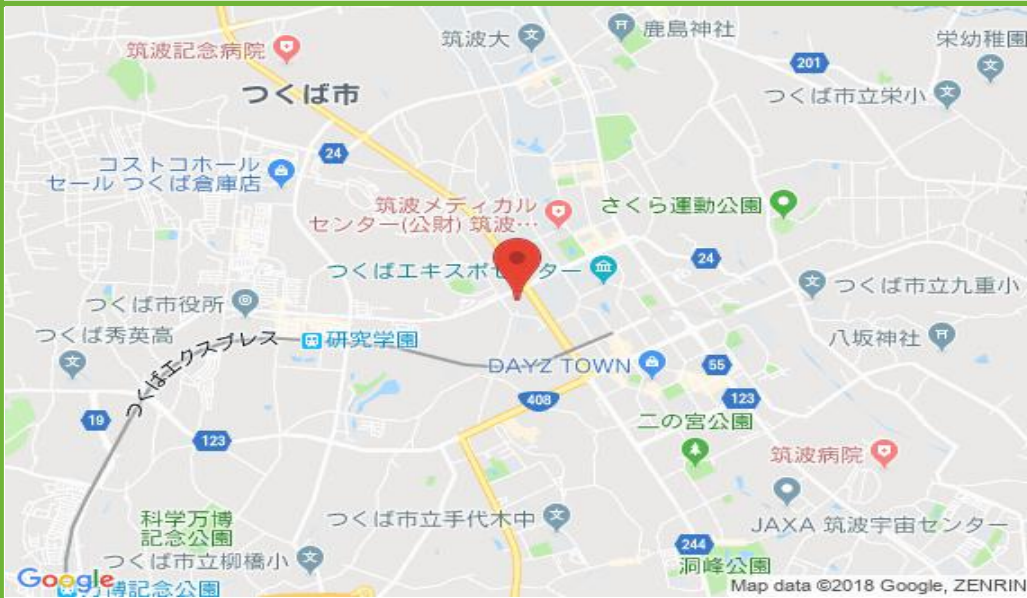 筑波大
鹿島神社
筑波記念病院
栄幼稚園
201
つくば市
つくば市立栄小
24
コストコホール
セール つくば倉庫店
筑波メディカル
センター(公財) 筑波…
さくら運動公園
24
つくばエキスポセンター
つくば市立九重小
つくば市役所
つくば秀英高
つくばエクスプレス
研究学園
八坂神社
DAYZ TOWN
55
408
123
19
123
二の宮公園
筑波病院
科学万博
記念公園
つくば市立手代木中
JAXA 筑波宇宙センター
244
洞峰公園
つくば市立柳橋小
Google
万博記念公園
Map data ©2018 Google, ZENRIN